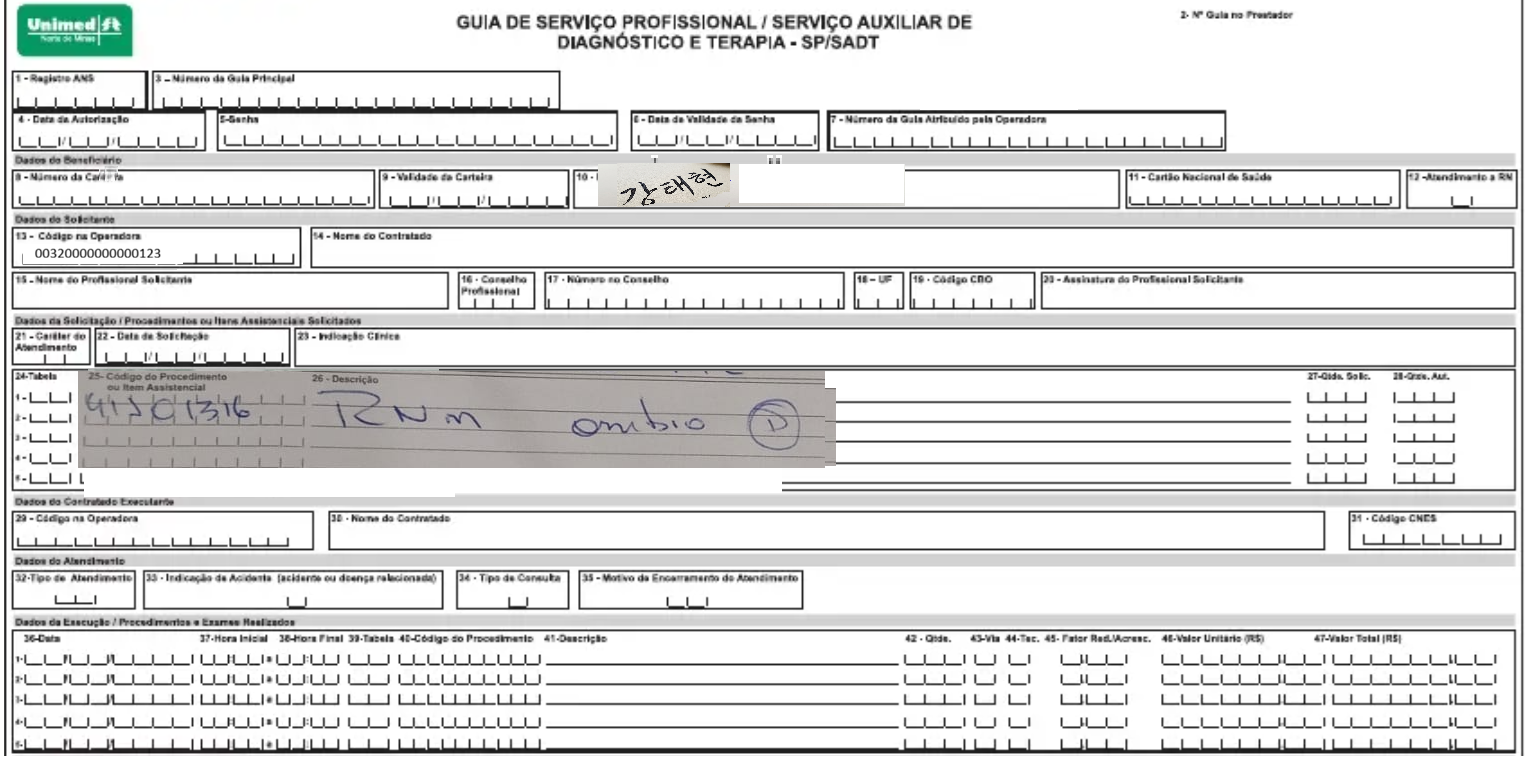 Unimed
Norte de Minas
GUIA DE SERVIÇO PROFISSIONAL / SERVIÇO AUXILIAR DE
DIAGNÓSTICO E TERAPIA - SP/SADT
2- Nº Guia no Prestador
1 - Registro ANS
3 - Número da Guia Principal
4 - Data da Autorização
5-Senha
6 - Data de Validade da Senha
7 - Número da Guia Atribuído pela Operadora
Dados do Beneficiário
8 - Número da Carteira
9 - Validade da Carteira
10 -
강태현
11 - Cartão Nacional de Saúde
12 -Atendimento a RN
Dados do Solicitante
13 - Código na Operadora
00320000000000123
14 - Nome do Contratado
15 - Nome do Profissional Solicitante
16 - Conselho
Profissional
17 - Número no Conselho
18 - UF
19 - Código CBO
20 - Assinatura do Profissional Solicitante
Dados da Solicitação / Procedimentos ou Itens Assistenciais Solicitados
21 - Caráter do
Atendimento
22 - Data da Solicitação
23 - Indicação Clínica
24-Tabela
25- Código do Procedimento
ou Item Assistencial
26 - Descrição
27-Qtde. Solic.
28-Qtde. Aut.
1 -
41101316 RNM ombro D
2 -
3 -
4 -
5 -
Dados do Contratado Executante
29 - Código na Operadora
30 - Nome do Contratado
31 - Código CNES
Dados do Atendimento
32-Tipo de Atendimento
33 - Indicação de Acidente (acidente ou doença relacionada)
34 - Tipo de Consulta
35 - Motivo de Encerramento do Atendimento
Dados da Execução / Procedimentos e Exames Realizados
36-Data 37-Hora Inicial 38-Hora Final 39-Tabela 40-Código do Procedimento 41-Descrição 42 - Qtde. 43-Via 44-Tec. 45- Fator Red./Acresc. 46-Valor Unitário (R$) 47-Valor Total (R$)
1-
2-
3-
4-
5-